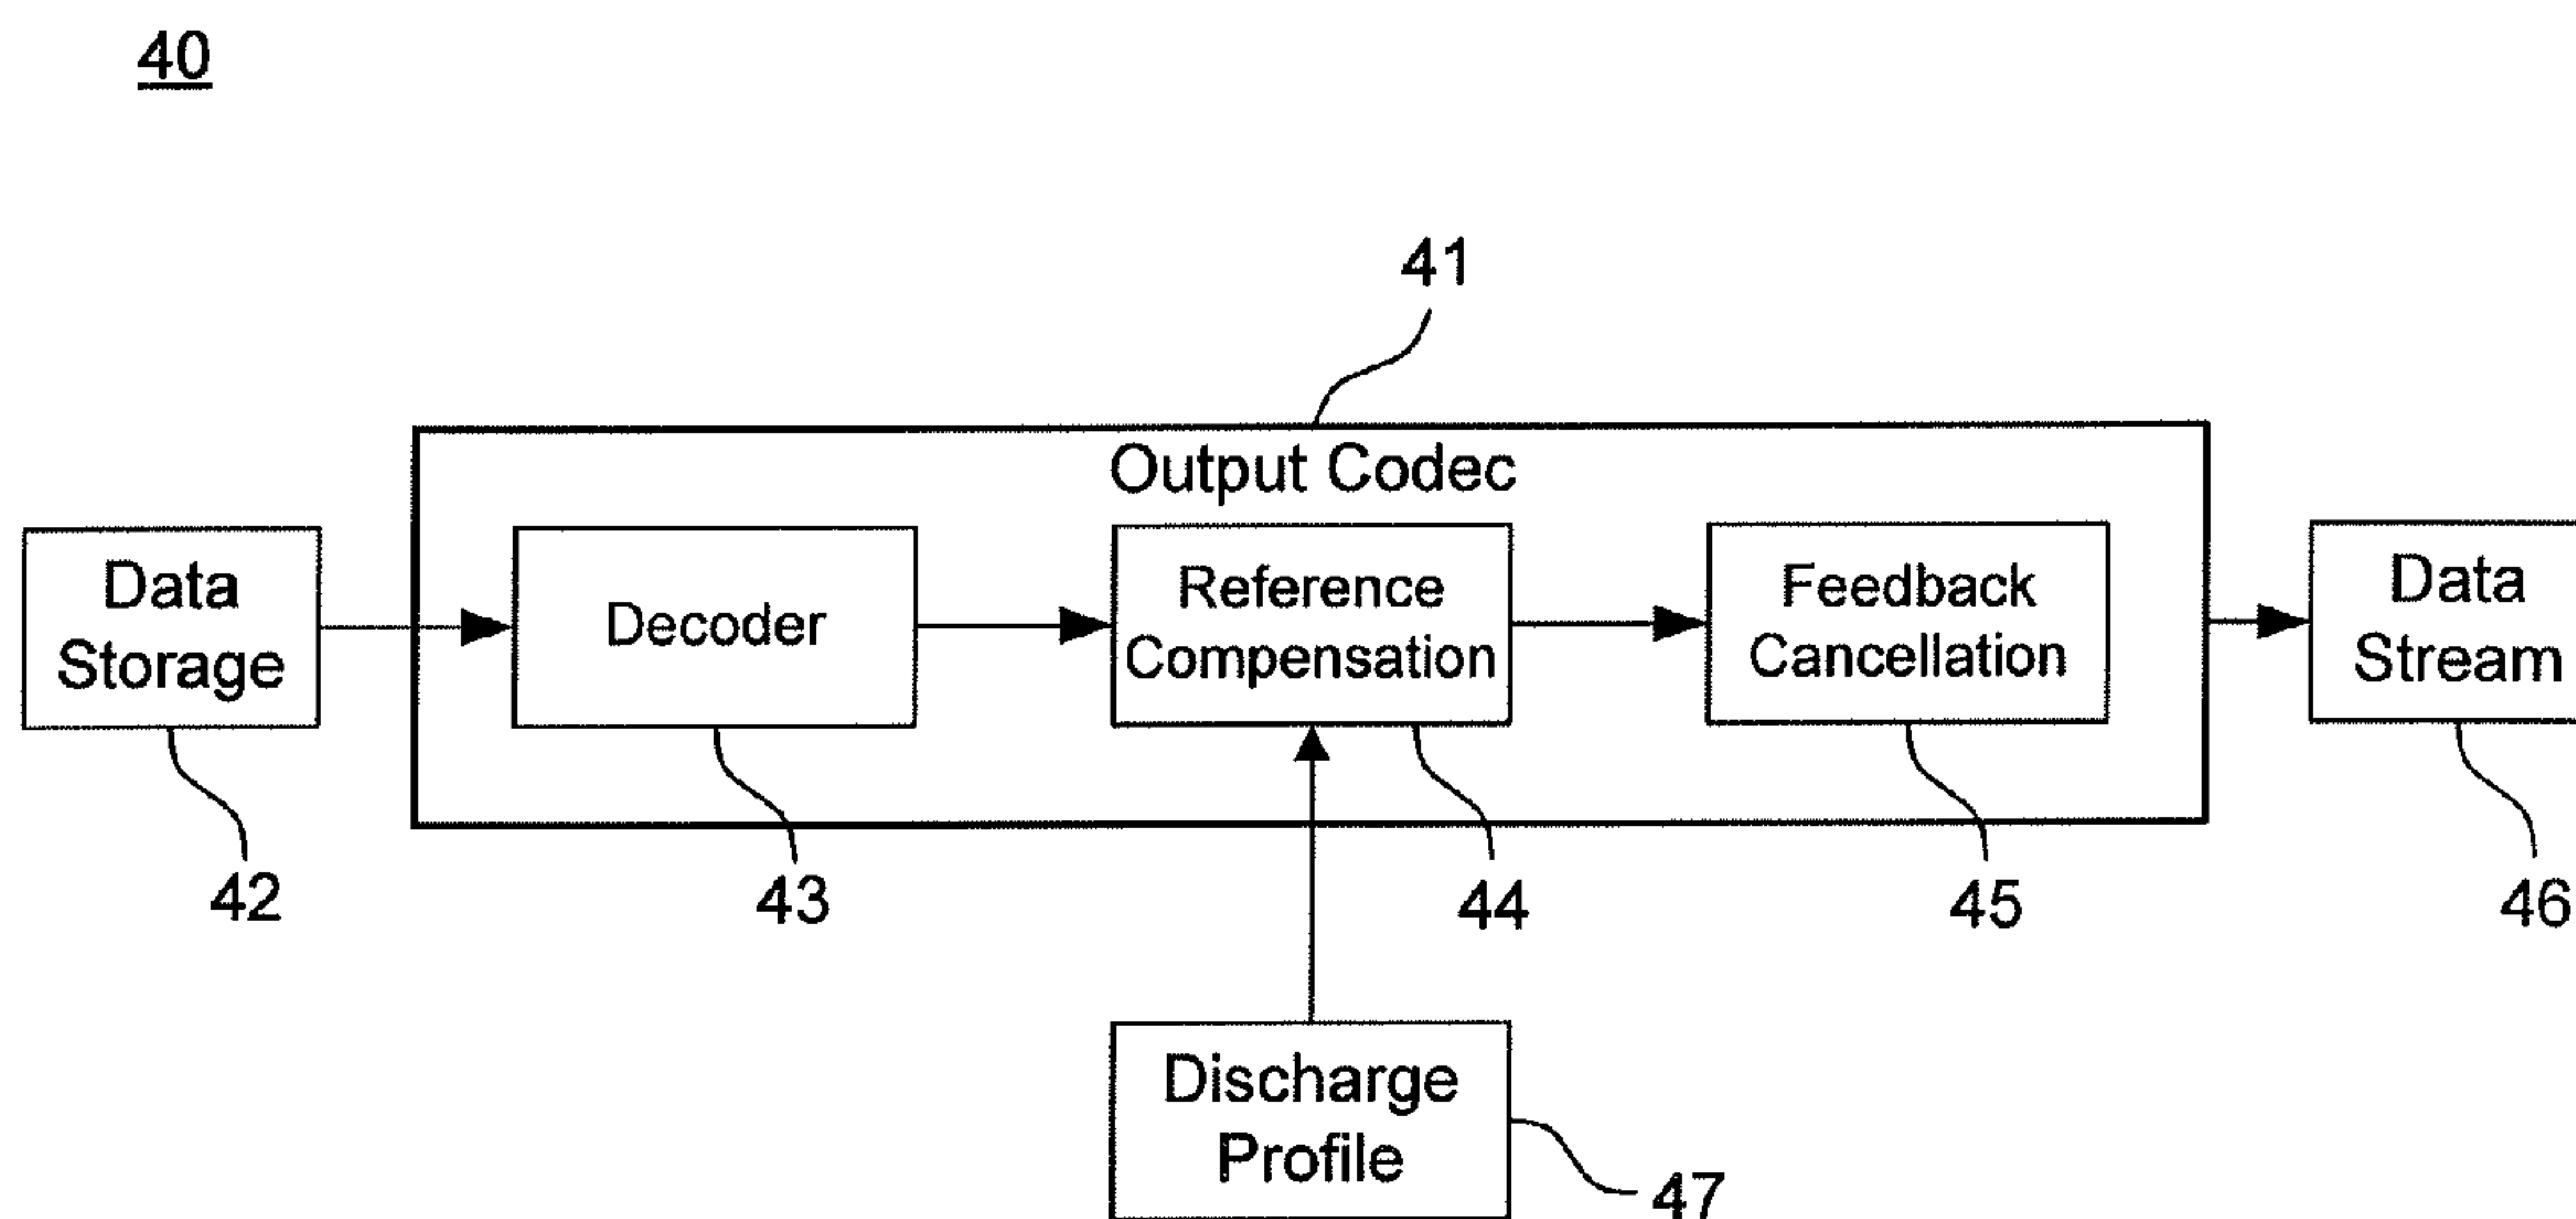 40
41
Output Codec
Data
Storage
Decoder
Reference
Compensation
Feedback
Cancellation
Data
Stream
42
43
44
45
46
Discharge
Profile
47